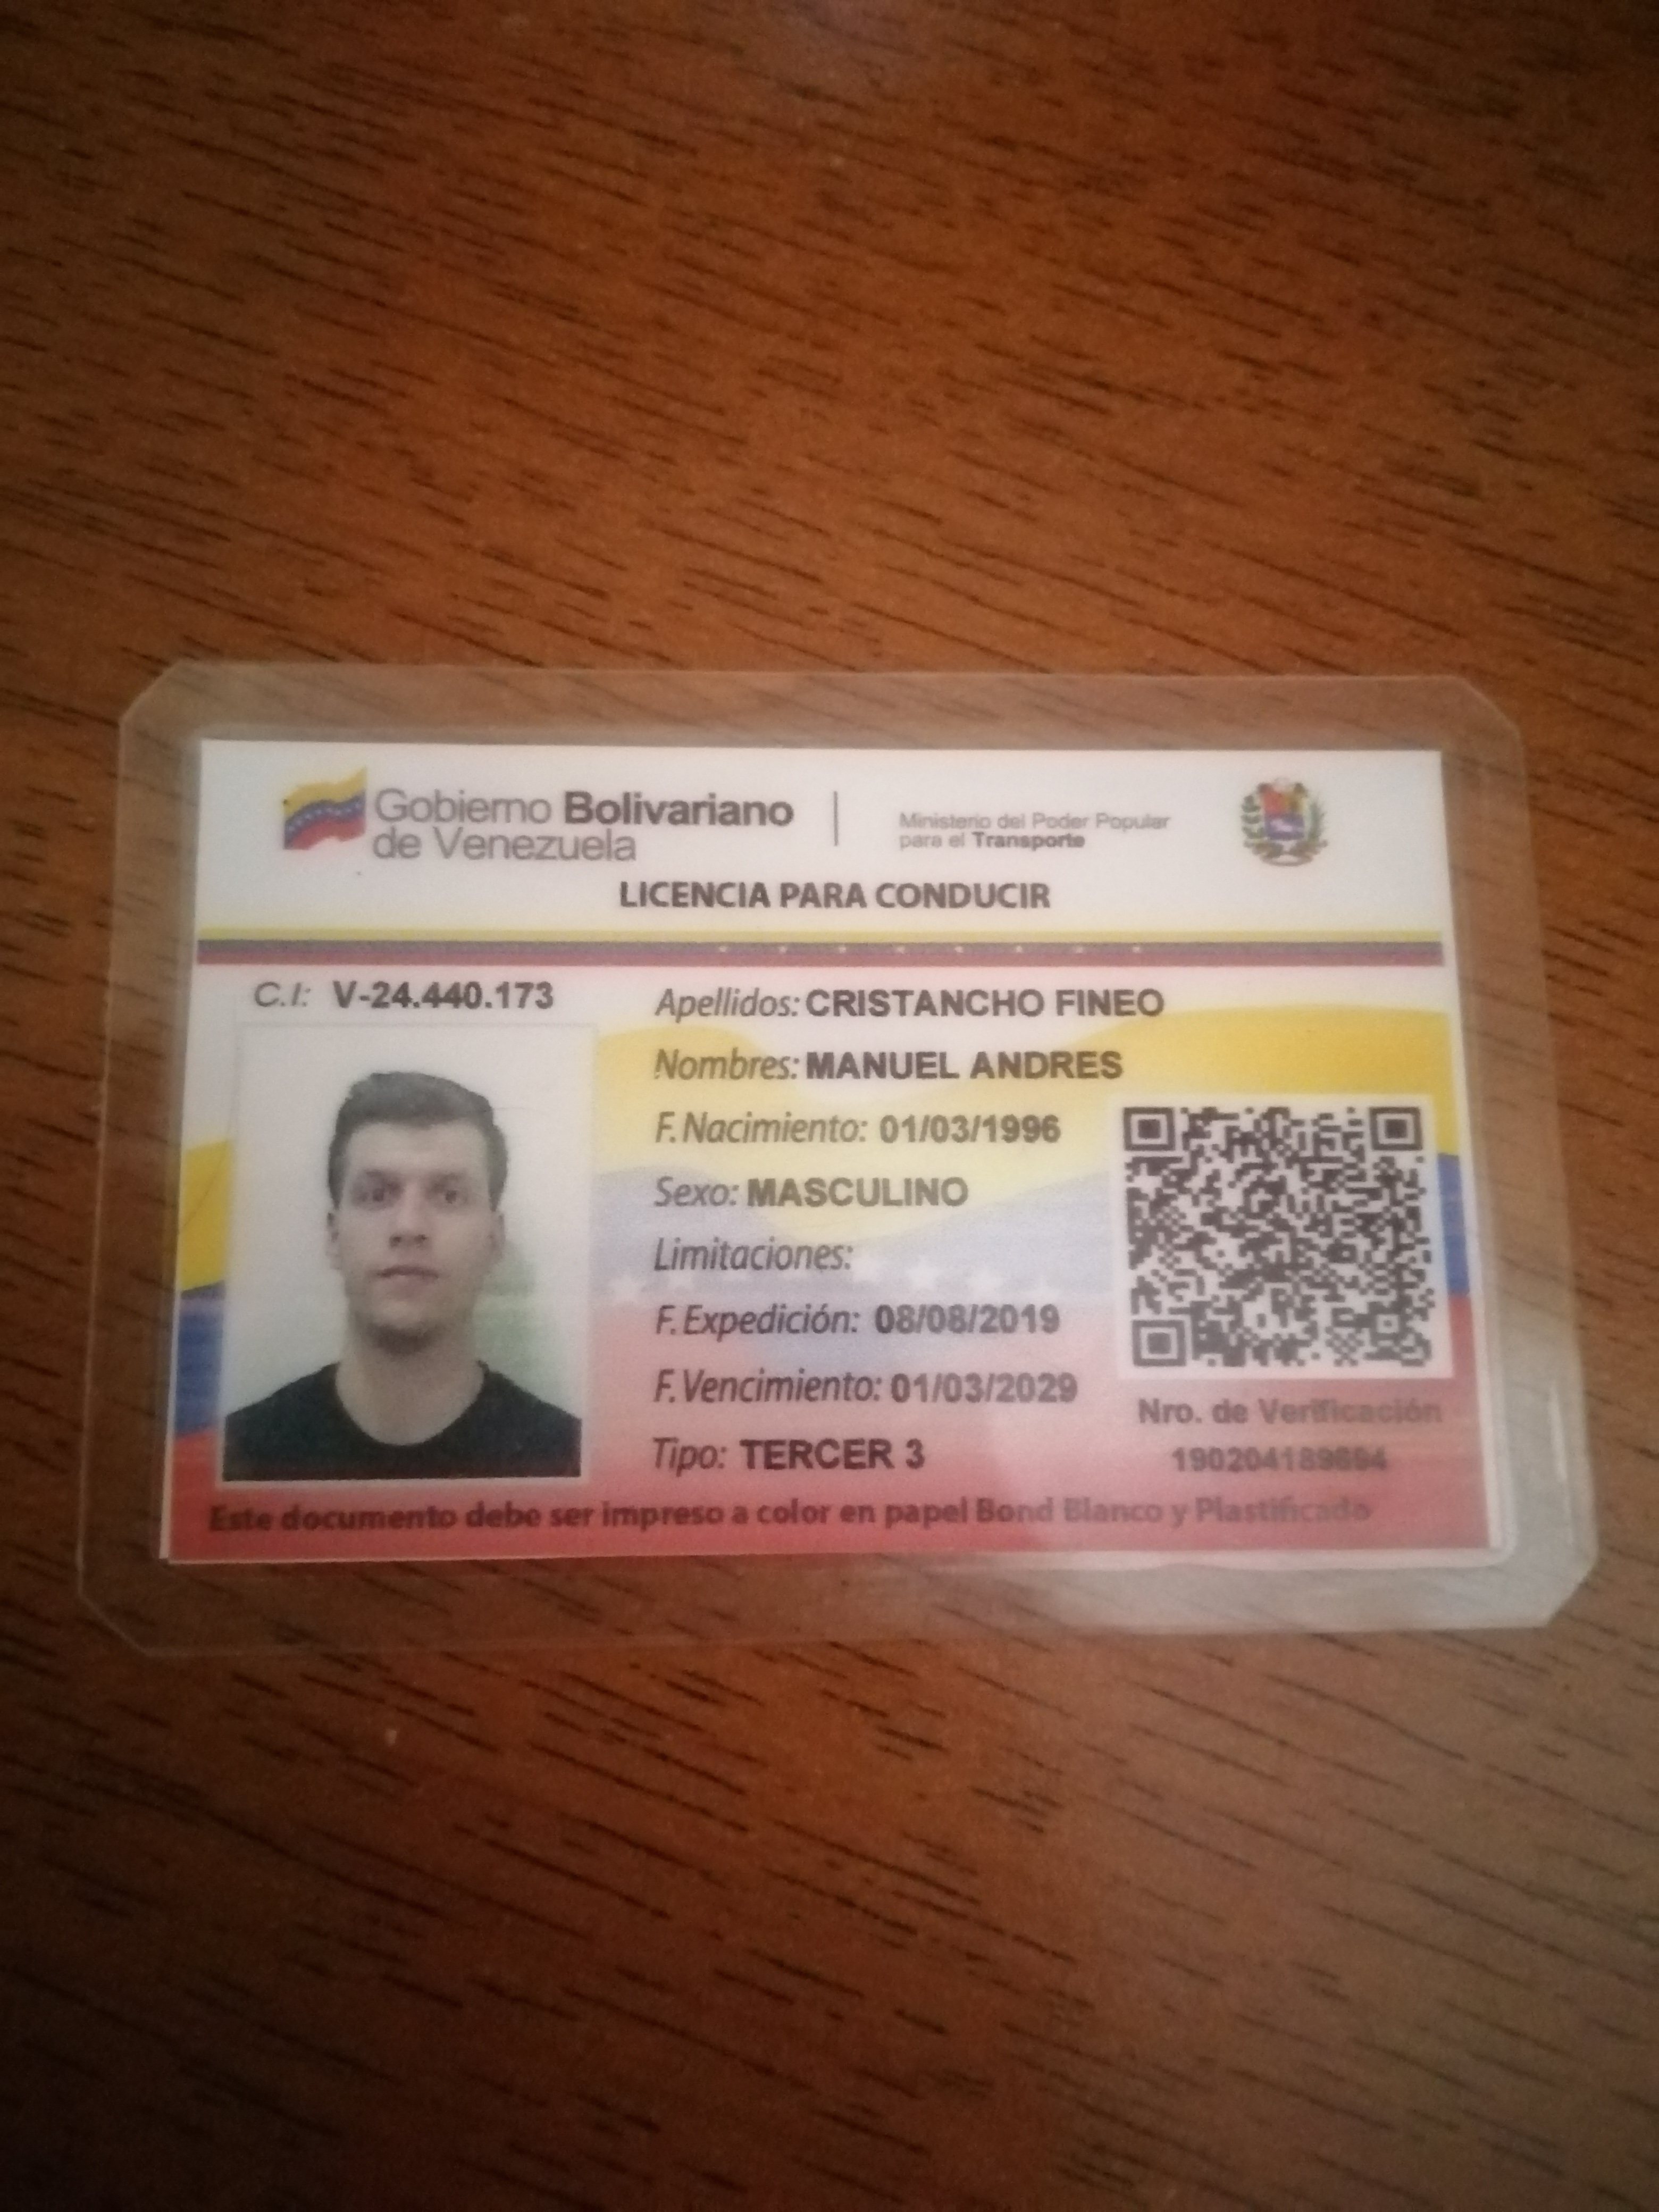 Gobierno Bolivariano
de Venezuela
Ministerio del Poder Popular
para el Transporte
LICENCIA PARA CONDUCIR
C.I: V-24.440.173
Apellidos: CRISTANCHO FINEO
Nombres: MANUEL ANDRES
F. Nacimiento: 01/03/1996
Sexo: MASCULINO
Limitaciones:
F. Expedición: 08/08/2019
F. Vencimiento: 01/03/2029
Tipo: TERCER 3
Nro. de Verificación
190204189694
Este documento debe ser impreso a color en papel Bond Blanco y Plastificado